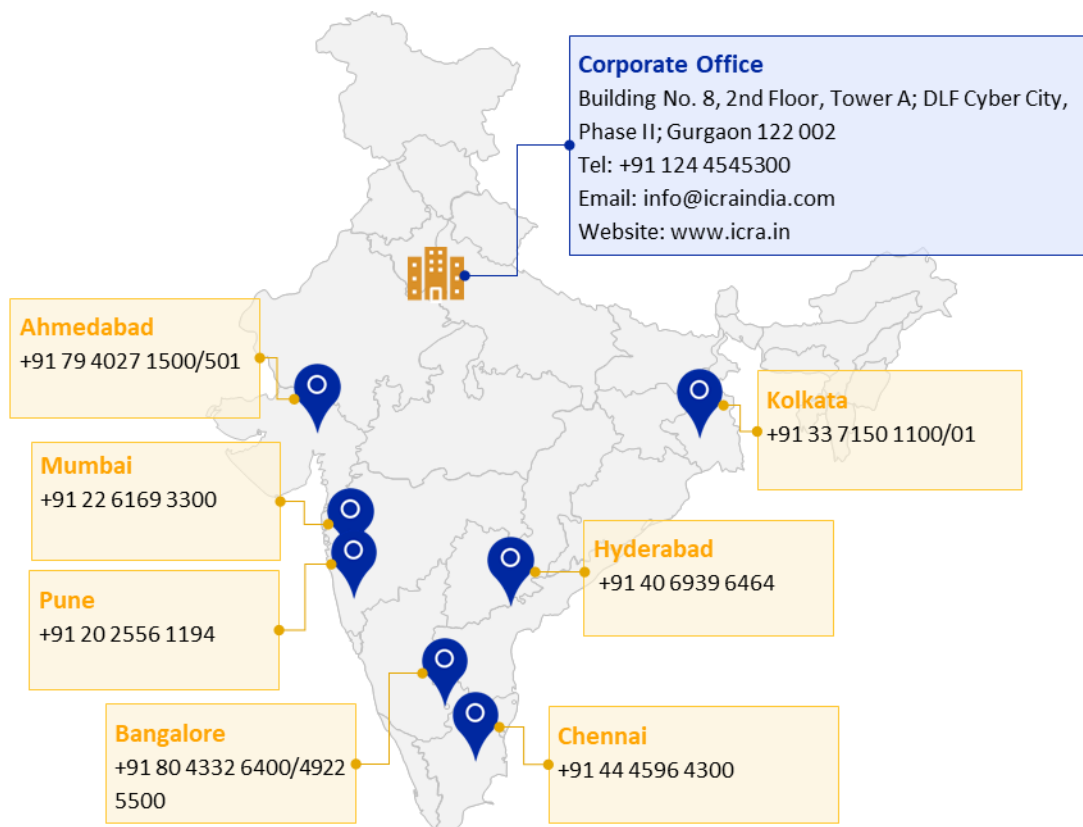 Corporate Office
Building No. 8, 2nd Floor, Tower A; DLF Cyber City,
Phase II; Gurgaon 122 002
Tel: +91 124 4545300
Email: info@icraindia.com
Website: www.icra.in
Ahmedabad
+91 79 4027 1500/501
Kolkata
+91 33 7150 1100/01
Mumbai
+91 22 6169 3300
Hyderabad
+91 40 6939 6464
Pune
+91 20 2556 1194
Bangalore
+91 80 4332 6400/4922
5500
Chennai
+91 44 4596 4300